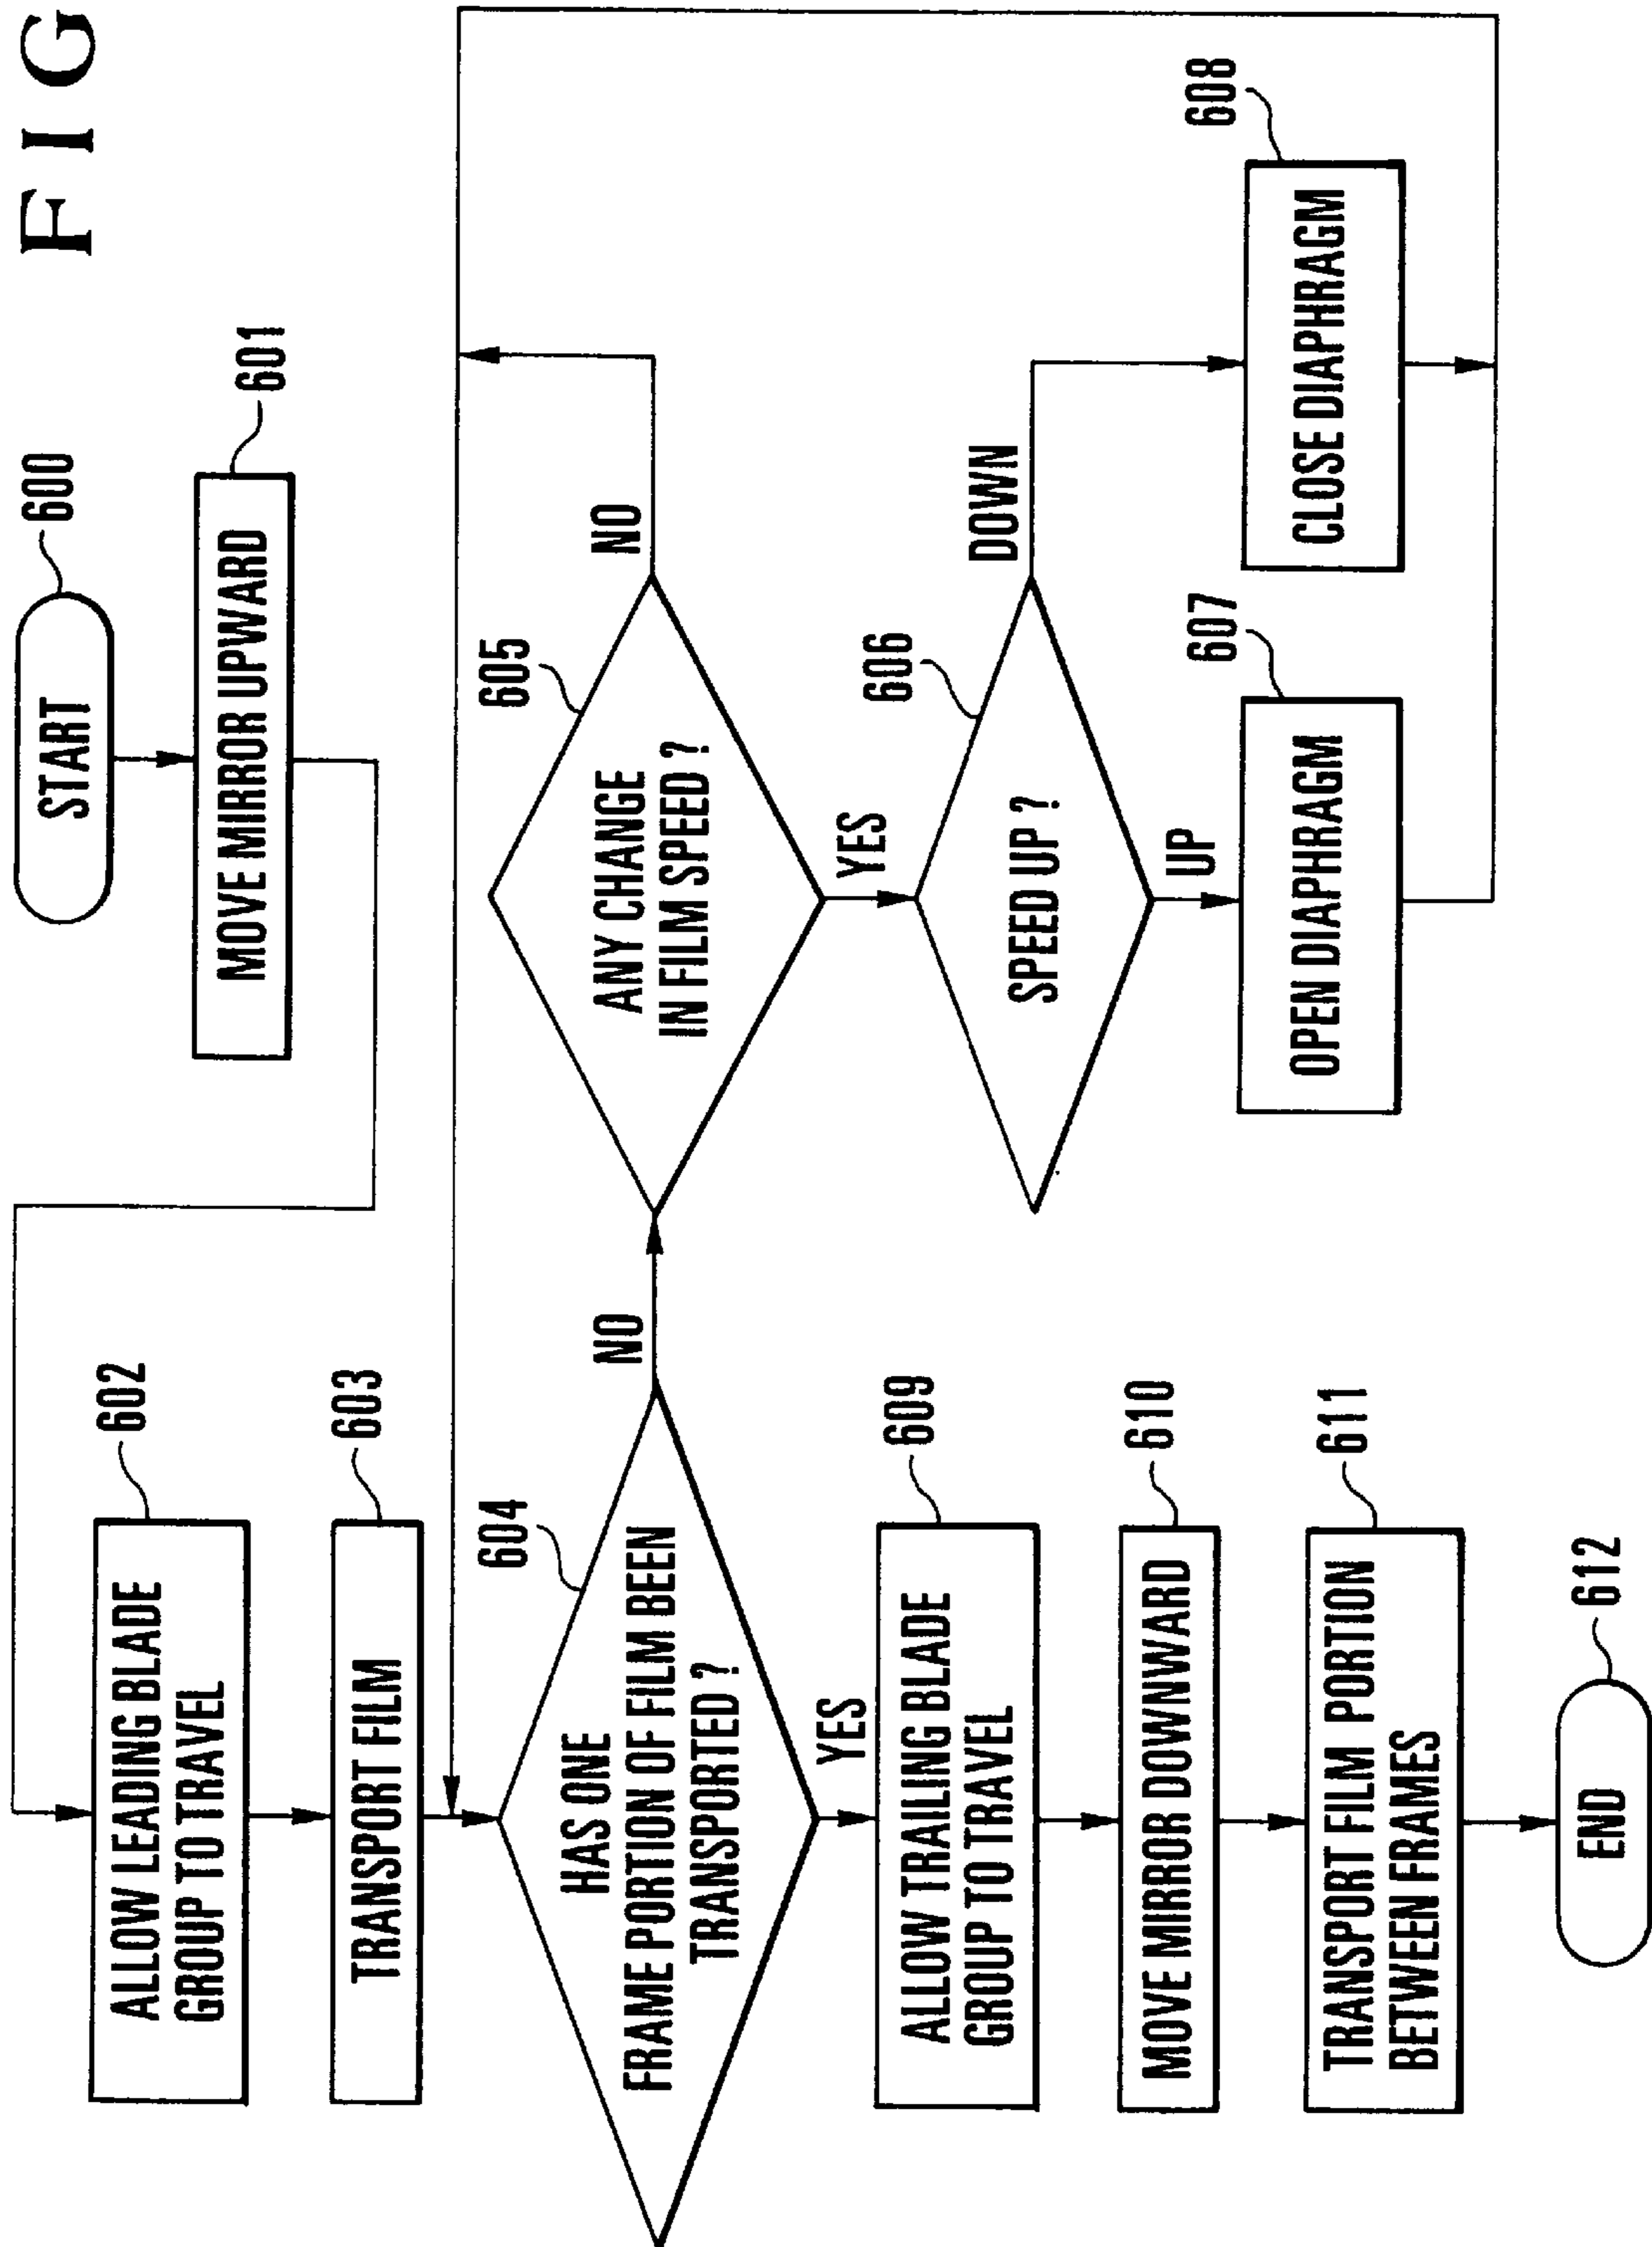 FIG
START
600
MOVE MIRROR UPWARD
601
ALLOW LEADING BLADE
GROUP TO TRAVEL
602
TRANSPORT FILM
603
HAS ONE
FRAME PORTION OF FILM BEEN
TRANSPORTED ?
604
NO
YES
ANY CHANGE
IN FILM SPEED ?
605
NO
YES
SPEED UP ?
606
DOWN
UP
OPEN DIAPHRAGM
607
CLOSE DIAPHRAGM
608
ALLOW TRAILING BLADE
GROUP TO TRAVEL
609
MOVE MIRROR DOWNWARD
610
TRANSPORT FILM PORTION
BETWEEN FRAMES
611
END
612